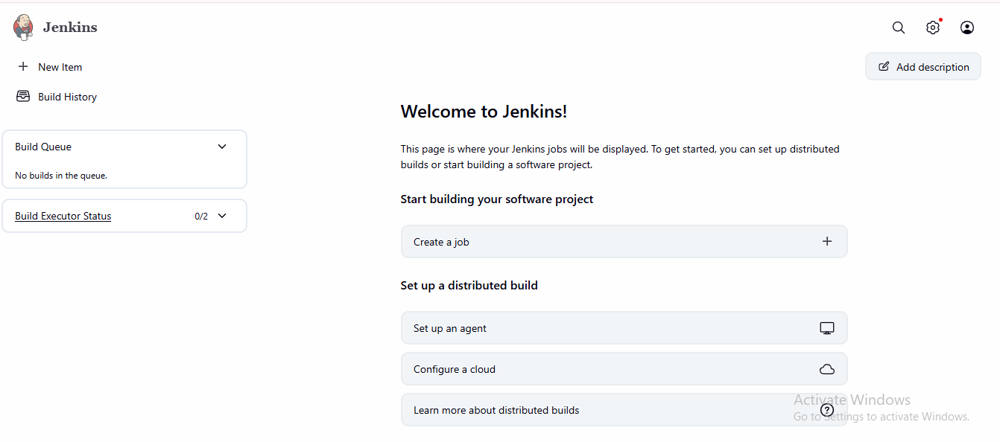 Jenkins
New Item
Add description
Build History
Welcome to Jenkins!
Build Queue
This page is where your Jenkins jobs will be displayed. To get started, you can set up distributed
builds or start building a software project.
No builds in the queue.
Start building your software project
Build Executor Status 0/2
Create a job
Set up a distributed build
Set up an agent
Configure a cloud
Learn more about distributed builds
Activate Windows
Go to Settings to activate Windows.